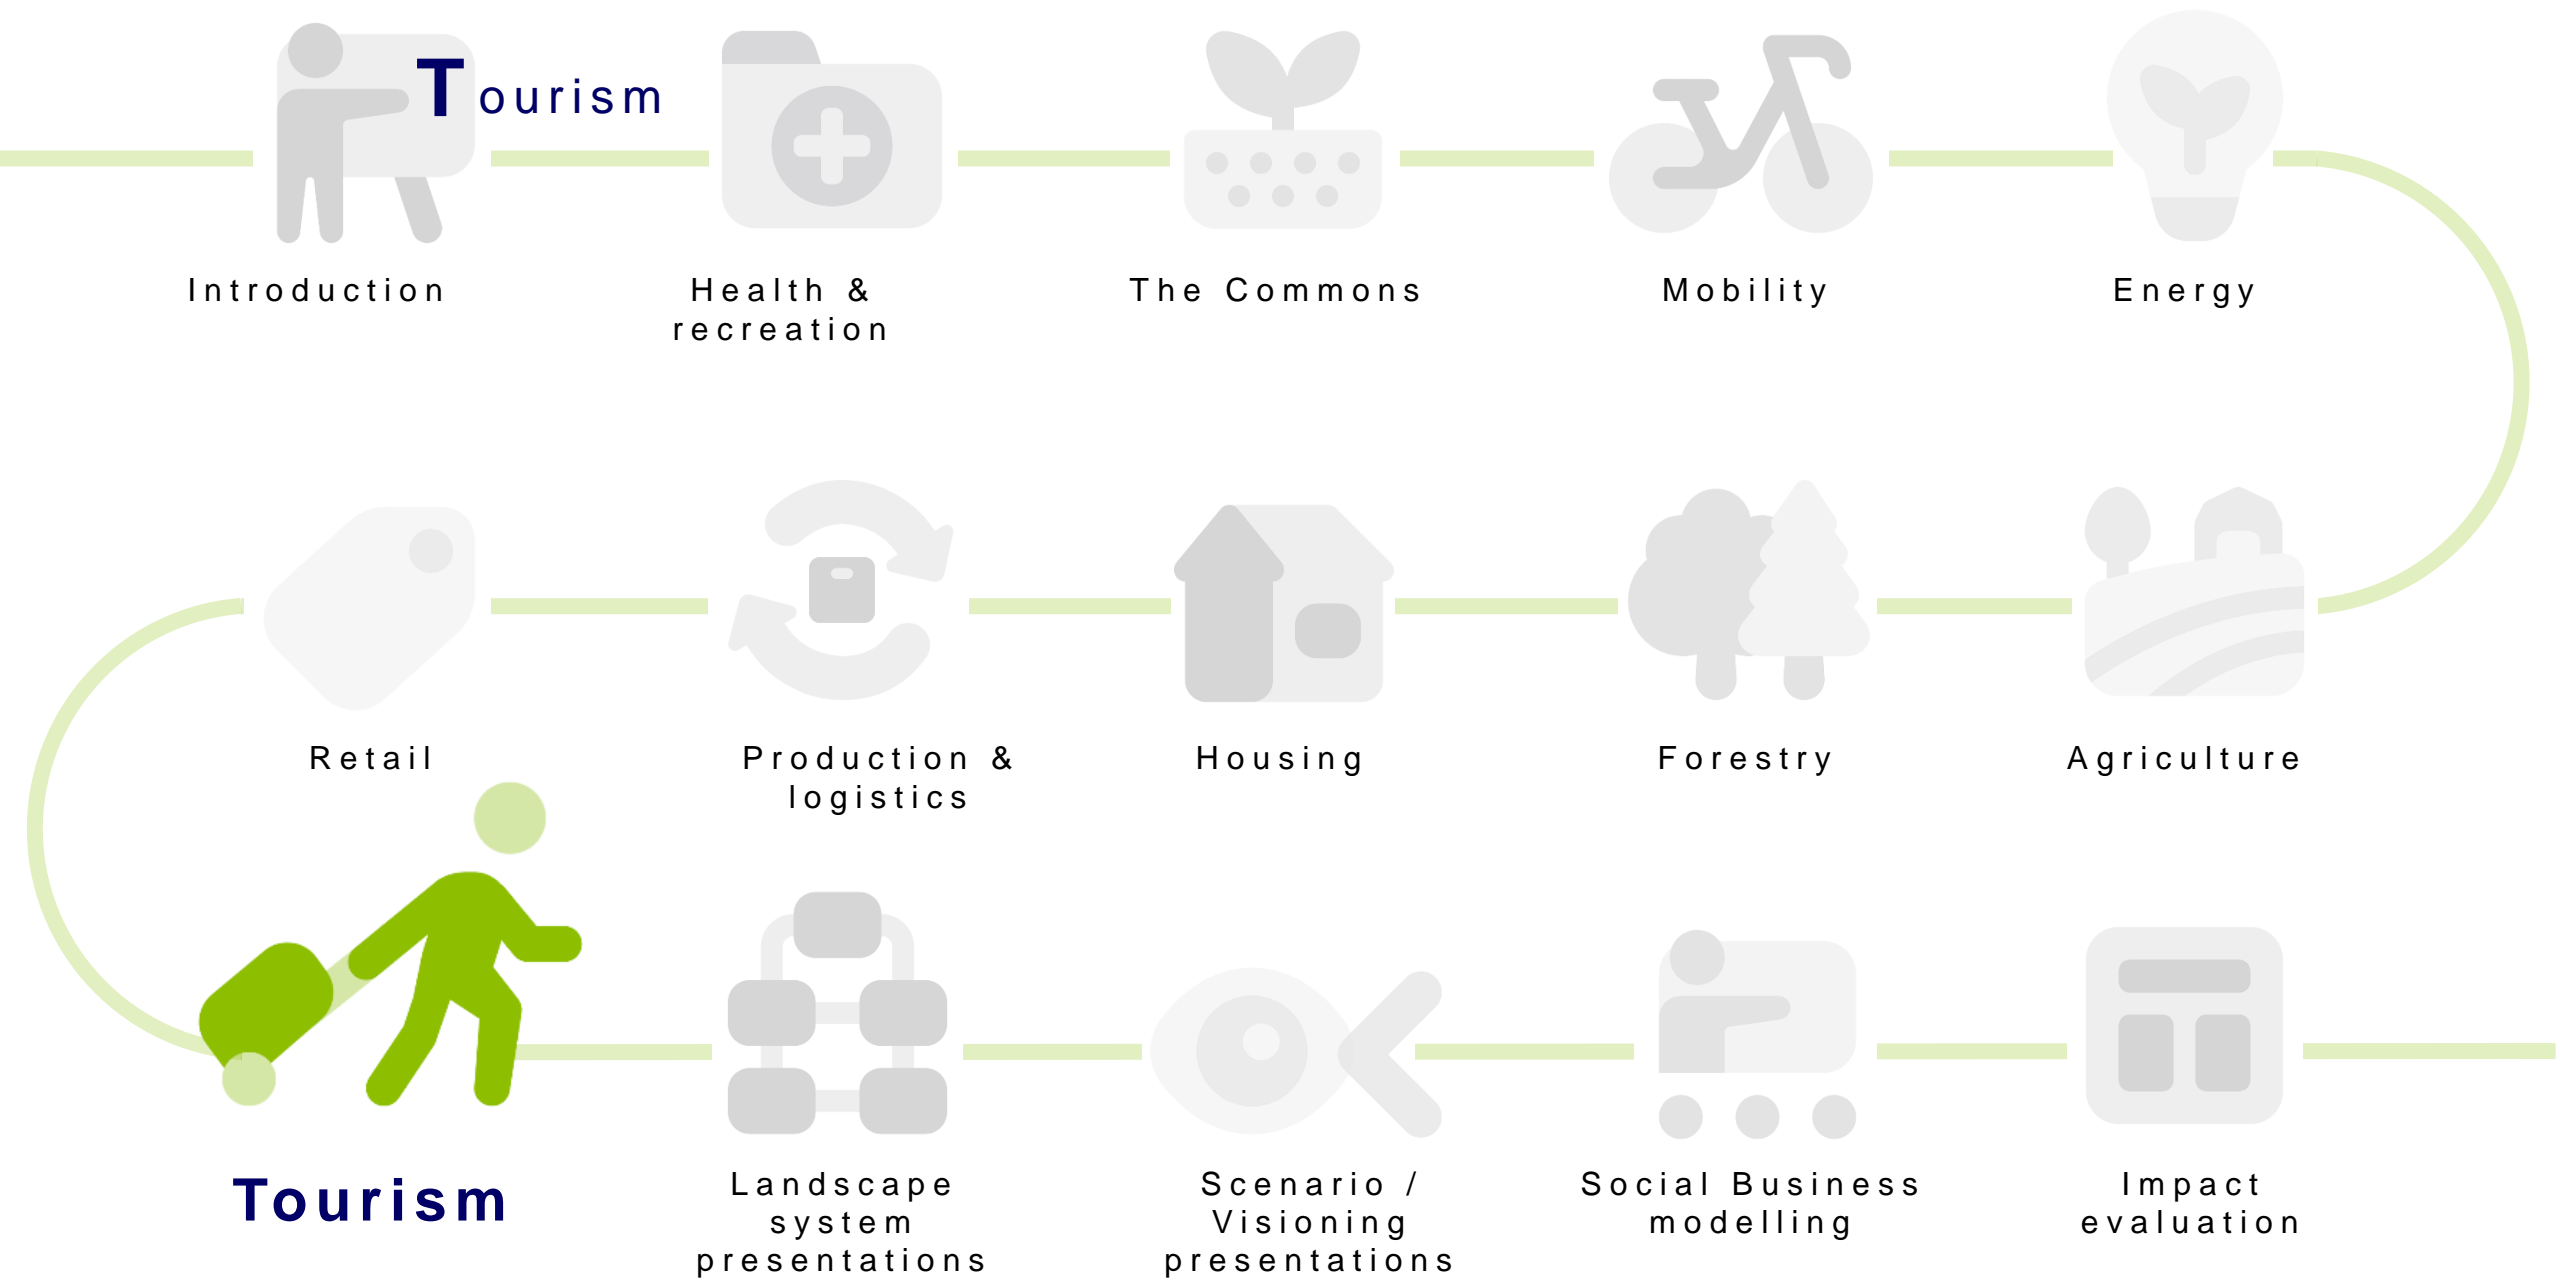 Tourism
Introduction
Health &
recreation
The Commons
Mobility
Energy
Retail
Production &
logistics
Housing
Forestry
Agriculture
Tourism
Landscape
system
presentations
Scenario /
Visioning
presentations
Social Business
modelling
Impact
evaluation